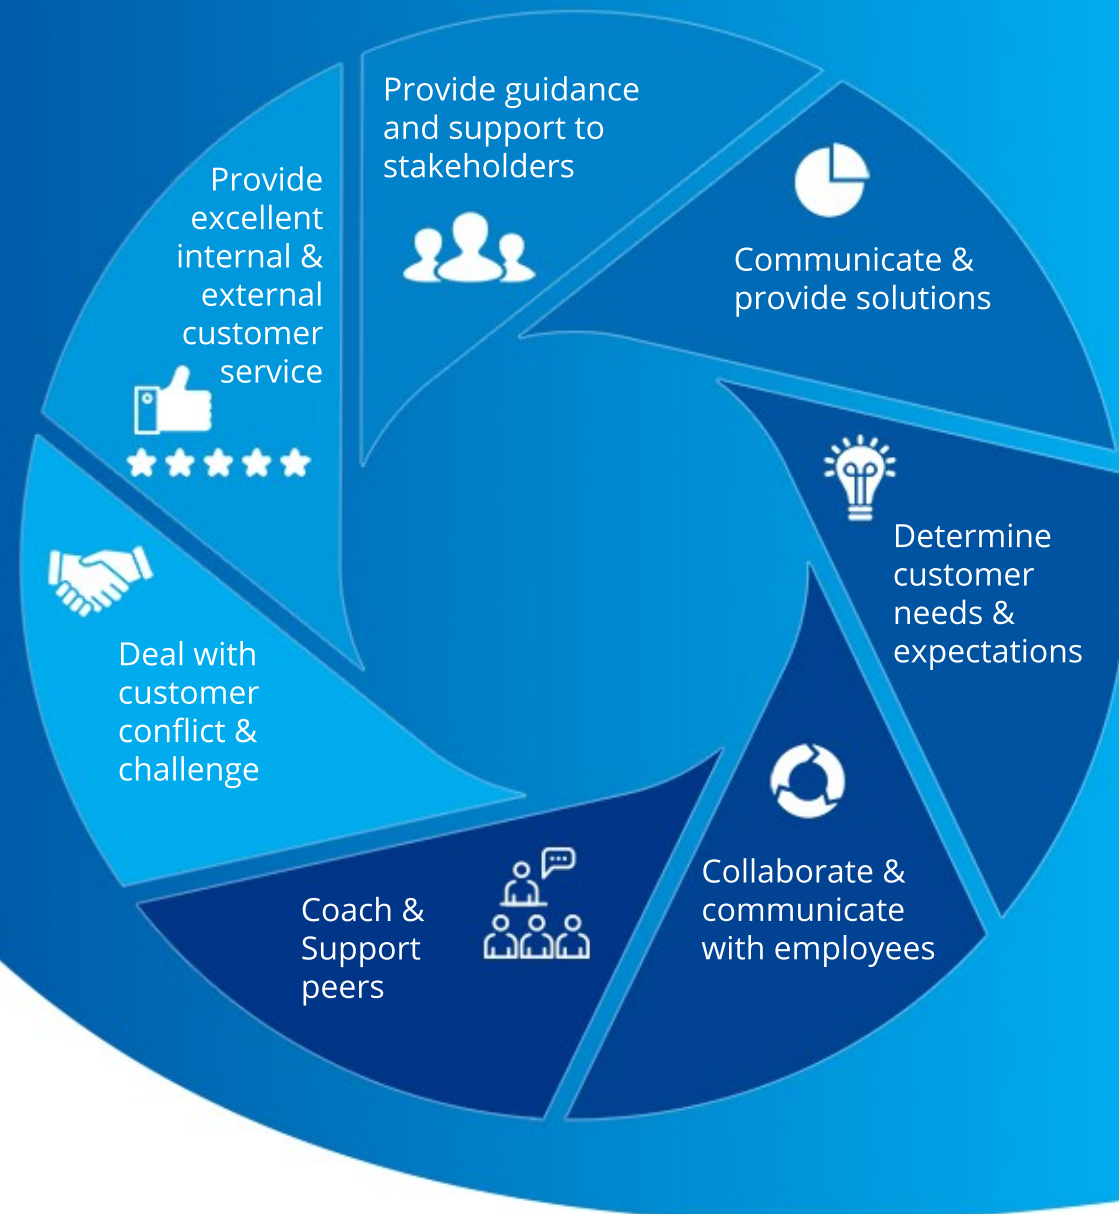 Provide guidance
and support to
stakeholders
Communicate &
provide solutions
Determine
customer
needs &
expectations
Collaborate &
communicate
with employees
Coach &
Support
peers
Deal with
customer
conflict &
challenge
Provide
excellent
internal &
external
customer
service